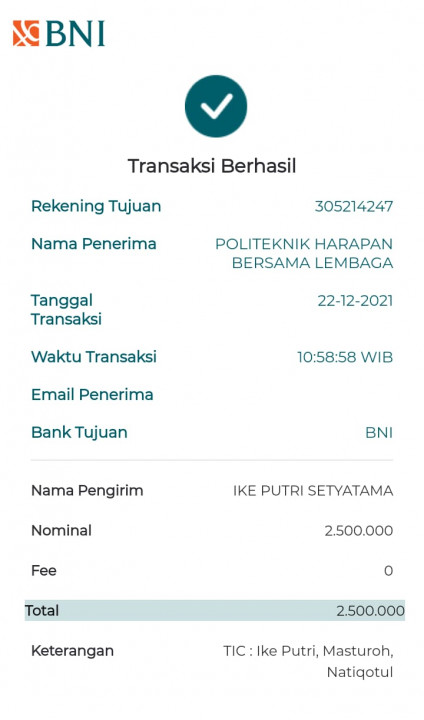 BNI
Transaksi Berhasil
Rekening Tujuan 305214247
Nama Penerima POLITEKNIK HARAPAN
BERSAMA LEMBAGA
Tanggal 22-12-2021
Transaksi
Waktu Transaksi 10:58:58 WIB
Email Penerima
Bank Tujuan BNI
Nama Pengirim IKE PUTRI SETYATAMA
Nominal 2.500.000
Fee 0
Total 2.500.000
Keterangan TIC : Ike Putri, Masturoh,
Natiqotul